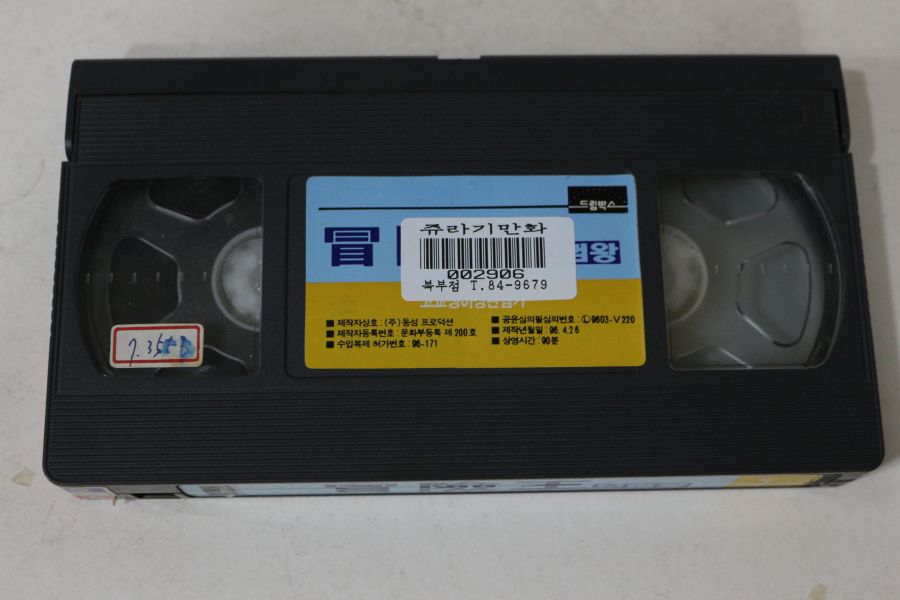 드림박스
冒 험왕
쥬라기만화
002906
북부점 T.84-9679
■ 제작자상호 : (주) 동성 프로덕션
■ 제작자등록번호 : 문화부등록 제 200호
■ 수입복제 허가번호 : 96-171
■ 공윤심의필심의번호 : Ⓛ9603-V220
■ 제작년월일 : 96. 4. 26
■ 상영시간 : 90분